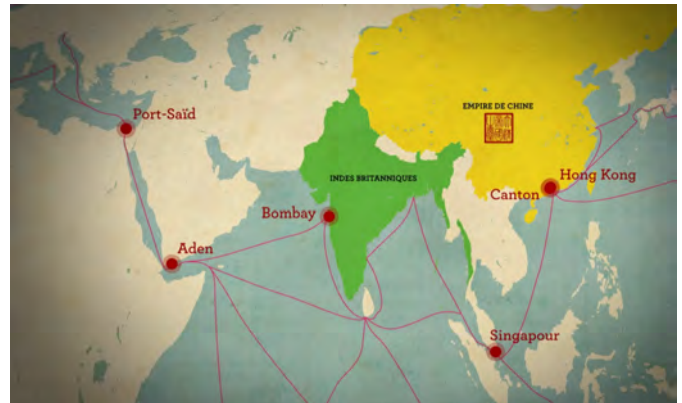 EMPIRE DE CHINE
Port-Saïd
Hong Kong
INDES BRITANNIQUES
Canton
Bombay
Aden
Singapour